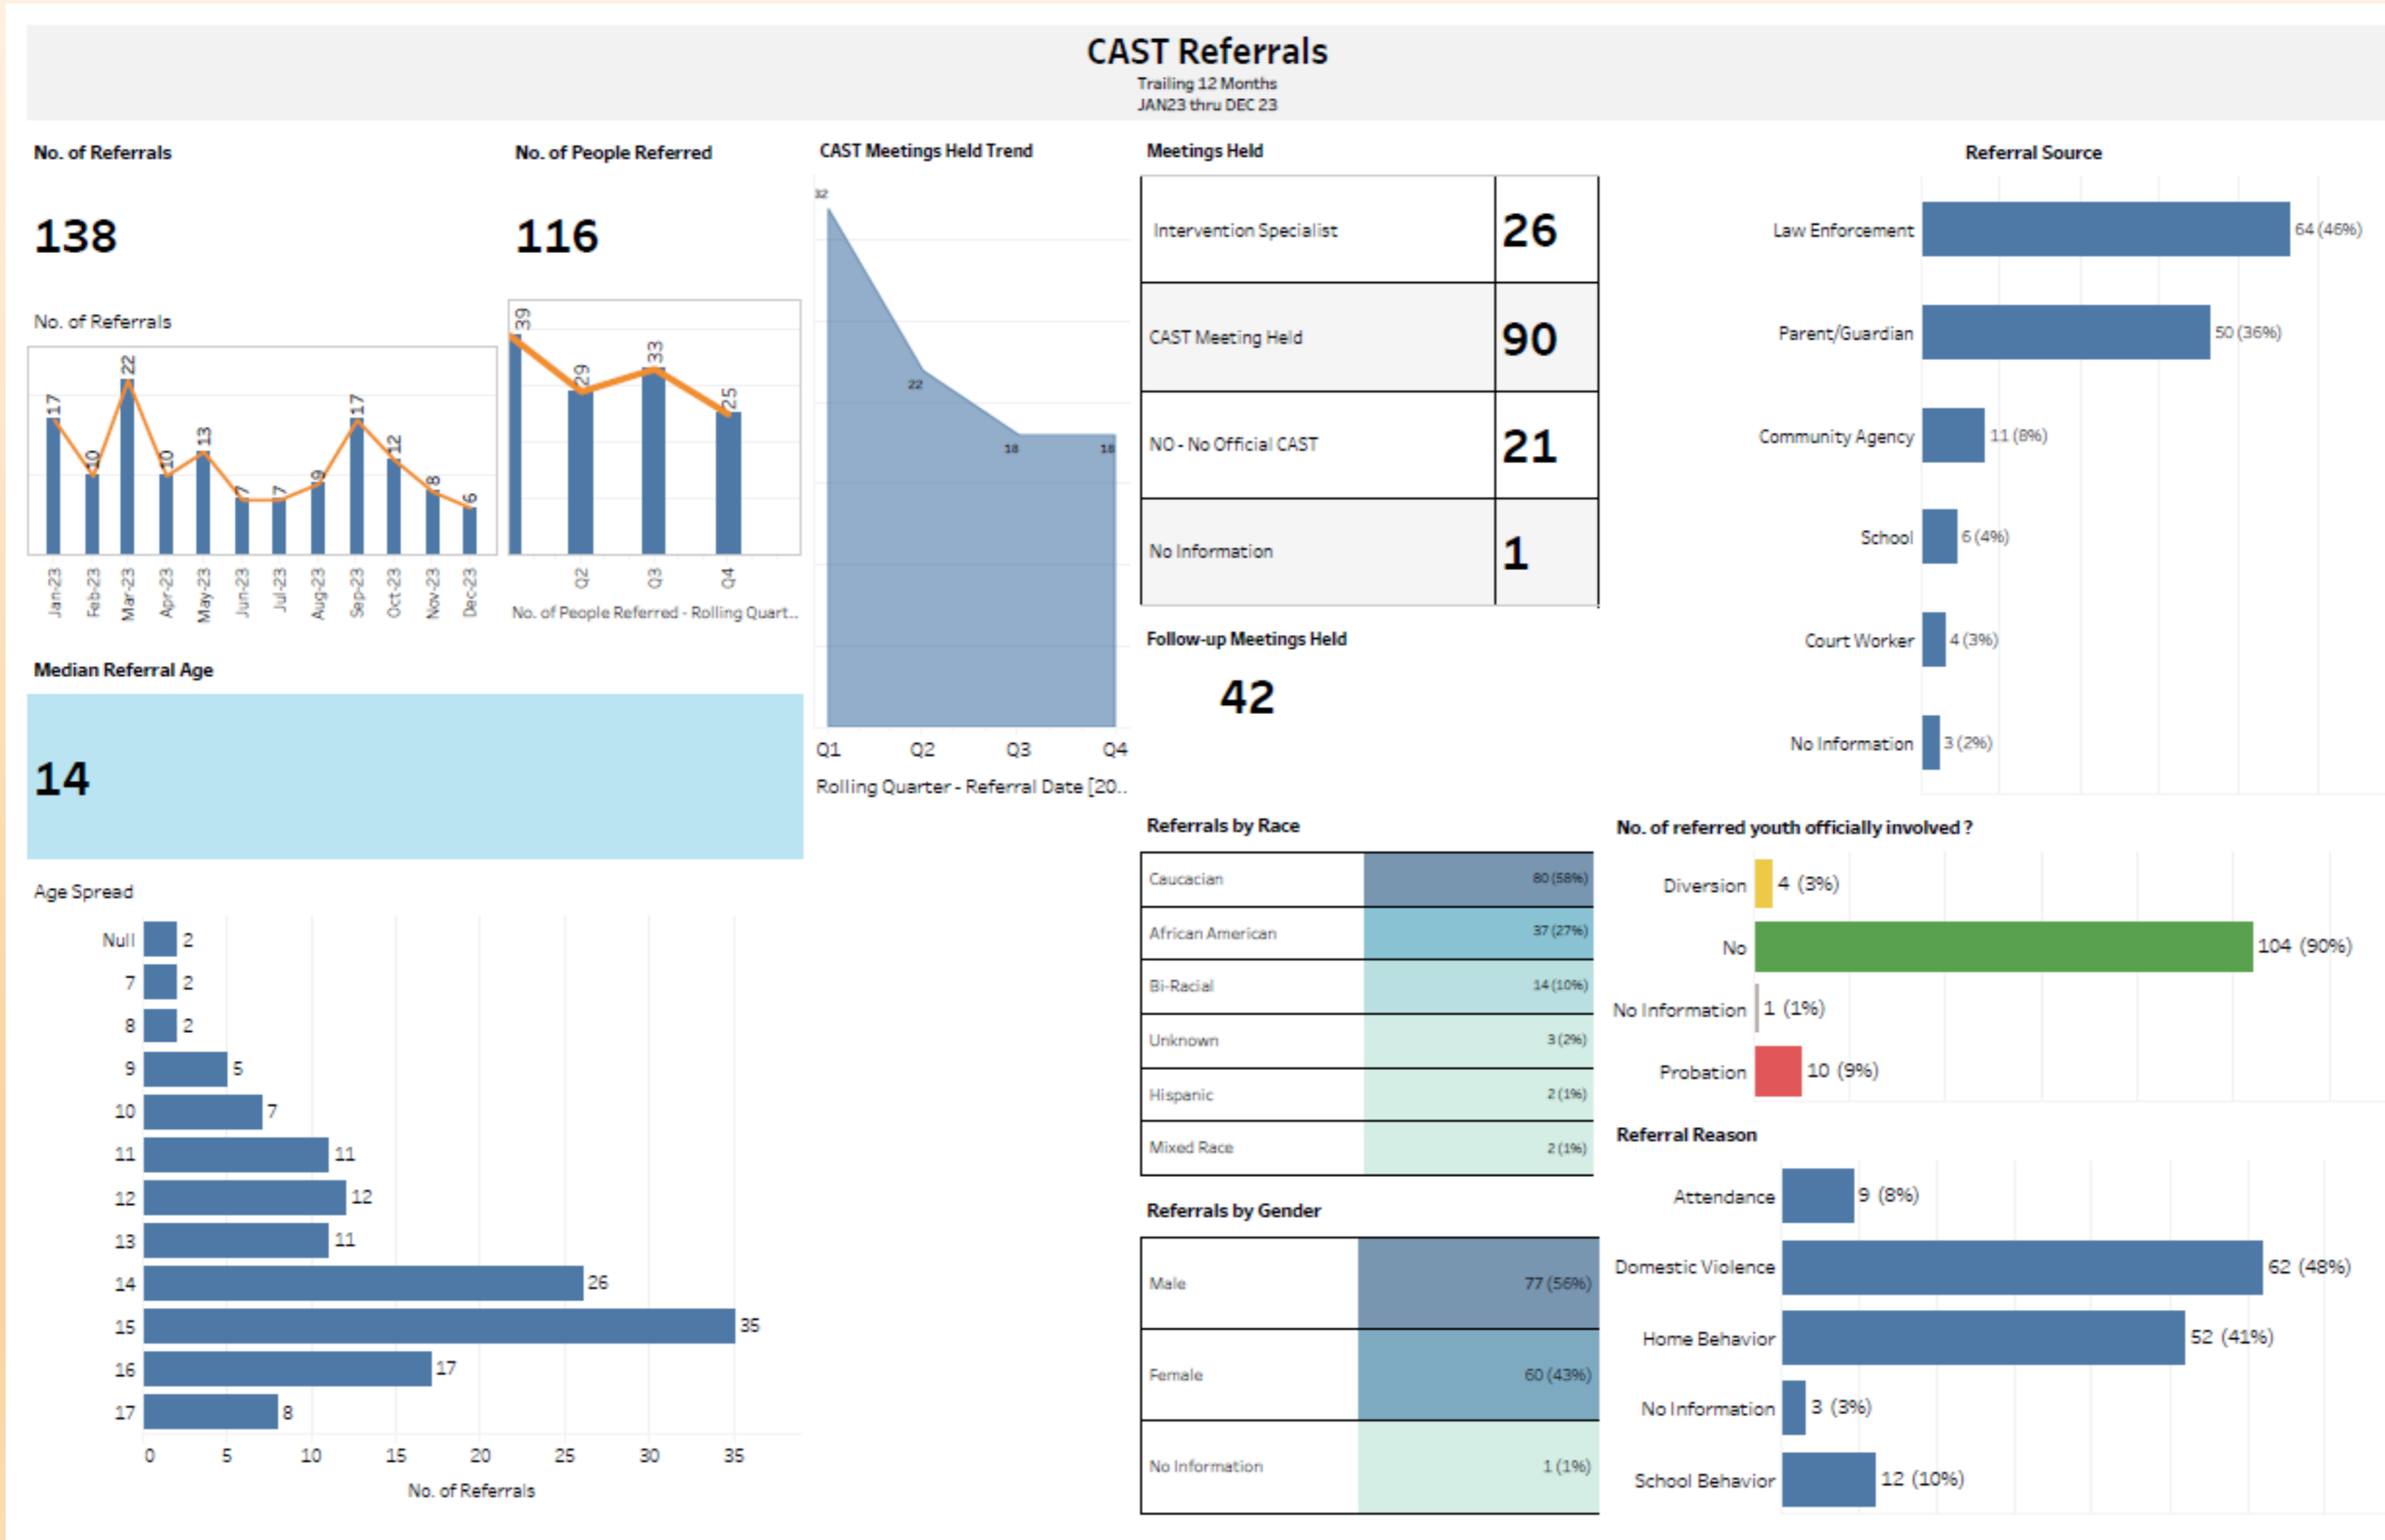 CAST Referrals
Trailing 12 Months
JAN23 thru DEC 23
No. of Referrals
138
No. of Referrals
17
10
22
10
13
7
7
9
17
12
8
6
Jan-23
Feb-23
Mar-23
Apr-23
May-23
Jun-23
Jul-23
Aug-23
Sep-23
Oct-23
Nov-23
Dec-23
No. of People Referred
116
39
29
33
25
Q2
Q3
Q4
No. of People Referred - Rolling Quart..
Median Referral Age
14
Age Spread
Null 2
7 2
8 2
9 5
10 7
11 11
12 12
13 11
14 26
15 35
16 17
17 8
0 5 10 15 20 25 30 35
No. of Referrals
CAST Meetings Held Trend
32
22
18
18
Q1 Q2 Q3 Q4
Rolling Quarter - Referral Date [20..
Meetings Held
Intervention Specialist 26
CAST Meeting Held 90
NO - No Official CAST 21
No Information 1
Follow-up Meetings Held
42
Referrals by Race
Caucacian 80 (58%)
African American 37 (27%)
Bi-Racial 14 (10%)
Unknown 3 (2%)
Hispanic 2 (1%)
Mixed Race 2 (1%)
Referrals by Gender
Male 77 (56%)
Female 60 (43%)
No Information 1 (1%)
Referral Source
Law Enforcement 64 (46%)
Parent/Guardian 50 (36%)
Community Agency 11 (8%)
School 6 (4%)
Court Worker 4 (3%)
No Information 3 (2%)
No. of referred youth officially involved ?
Diversion 4 (3%)
No 104 (90%)
No Information 1 (1%)
Probation 10 (9%)
Referral Reason
Attendance 9 (8%)
Domestic Violence 62 (48%)
Home Behavior 52 (41%)
No Information 3 (3%)
School Behavior 12 (10%)